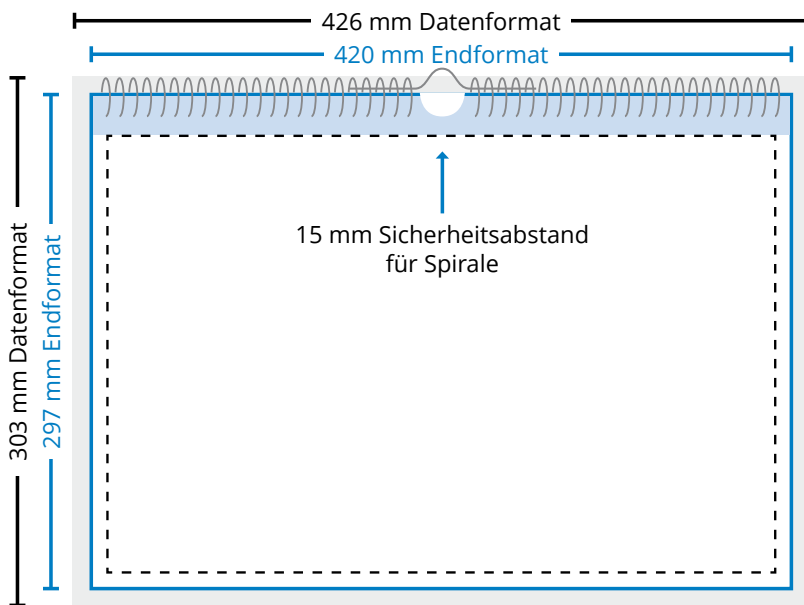 426 mm Datenformat
420 mm Endformat
303 mm Datenformat
297 mm Endformat
15 mm Sicherheitsabstand
für Spirale